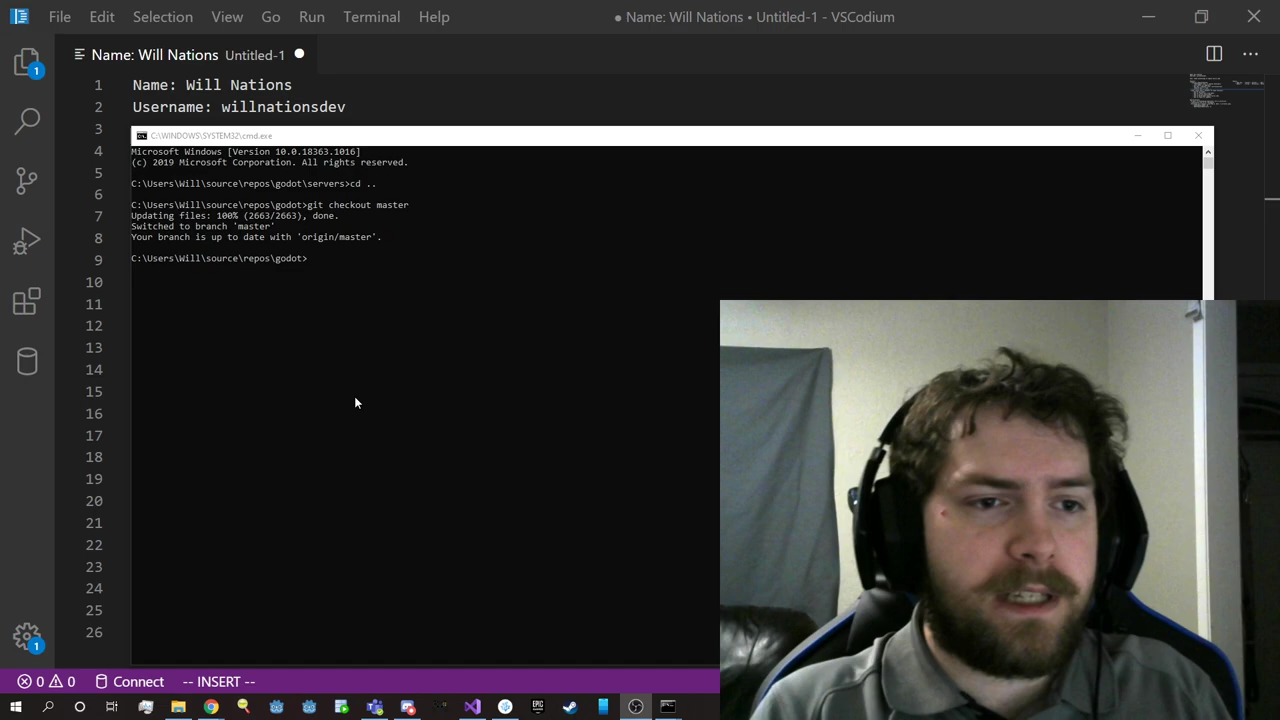 File Edit Selection View Go Run Terminal Help
● Name: Will Nations • Untitled-1 - VSCodium
Name: Will Nations Untitled-1
1 Name: Will Nations
2 Username: willnationsdev
3
C:\WINDOWS\SYSTEM32\cmd.exe
4
Microsoft Windows [Version 10.0.18363.1016]
(c) 2019 Microsoft Corporation. All rights reserved.
5
C:\Users\Will\source\repos\godot\servers>cd ..
6
C:\Users\Will\source\repos\godot>git checkout master
7
Updating files: 100% (2663/2663), done.
Switched to branch 'master'
8
Your branch is up to date with 'origin/master'.
9
C:\Users\Will\source\repos\godot>
10
11
12
13
14
15
16
17
18
19
20
21
22
23
24
25
26
1
1
0 0 Connect -- INSERT --
EPIC